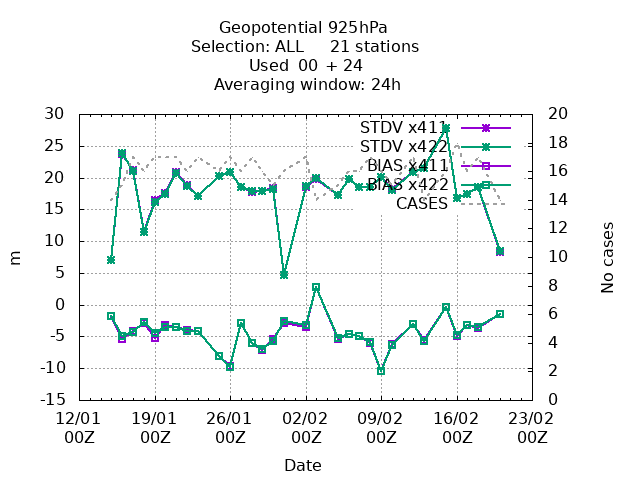 Geopotential 925hPa
Selection: ALL 21 stations
Used 00 + 24
Averaging window: 24h
30
25
20
15
10
5
0
-5
-10
-15
m
20
18
16
14
12
10
8
6
4
2
0
No cases
STDV x411
STDV x422
BIAS x411
BIAS x422
CASES
12/01 19/01 26/01 02/02 09/02 16/02 23/02
00Z 00Z 00Z 00Z 00Z 00Z 00Z
Date